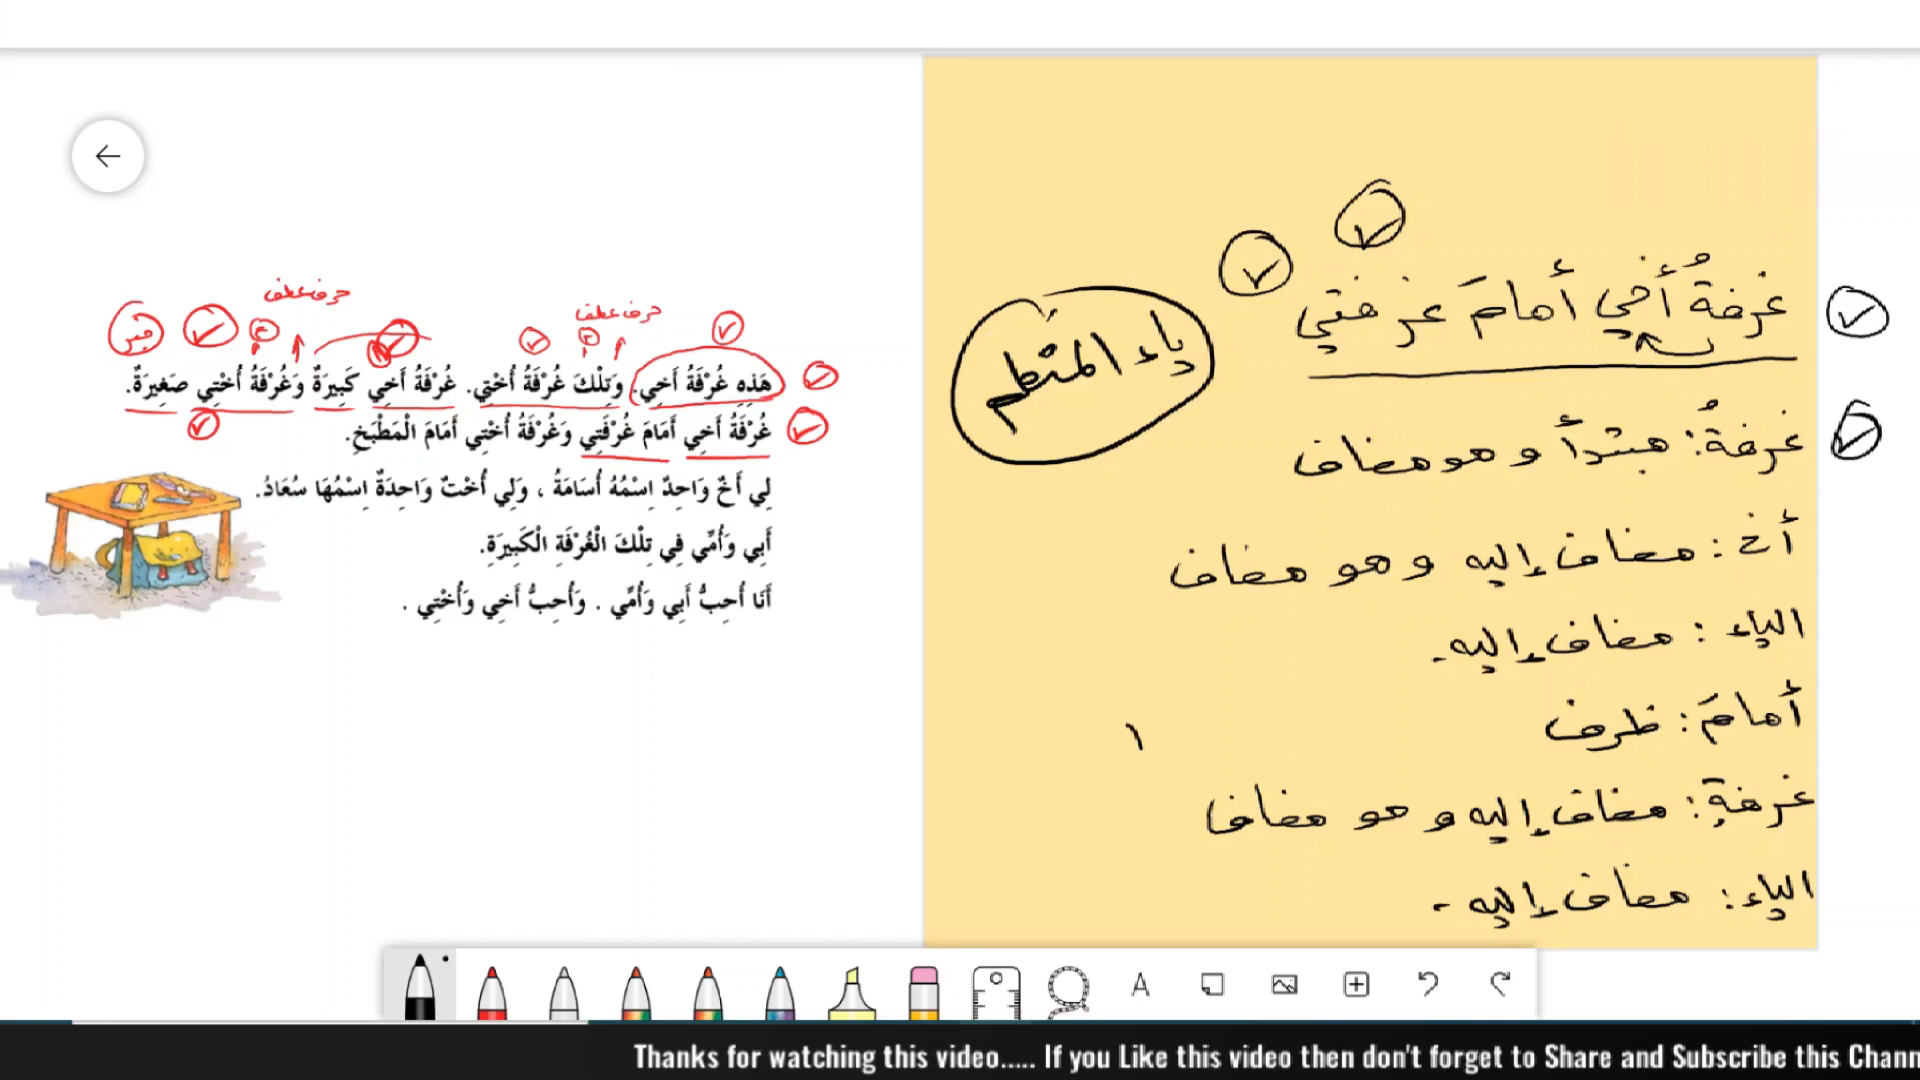 حرف عطف
حرف عطف
خبر
هَذِهِ غُرْفَةُ أَخِي. وَتِلْكَ غُرْفَةُ أُخْتِي. غُرْفَةُ أَخِي كَبِيرَةٌ وَغُرْفَةُ أُخْتِي صَغِيرَةٌ.
غُرْفَةُ أَخِي أَمَامَ غُرْفَتِي وَغُرْفَةُ أُخْتِي أَمَامَ الْمَطْبَخِ.
لِي أَخٌ وَاحِدٌ اِسْمُهُ أُسَامَةُ ، وَلِي أُخْتٌ وَاحِدَةٌ اِسْمُهَا سُعَادُ.
أَبِي وَأُمِّي فِي تِلْكَ الْغُرْفَةِ الْكَبِيرَةِ.
أَنَا أُحِبُّ أَبِي وَأُمِّي . وَأُحِبُّ أَخِي وَأُخْتِي .
غرفةُ أخي أمامَ غرفتي
ياء المتكلم
غرفةُ: مبتدأ وهو مضاف
أخ: مضاف إليه وهو مضاف
الياء: مضاف إليه.
أمامَ: ظرف
غرفةِ: مضاف إليه وهو مضاف
الياء: مضاف إليه.
Thanks for watching this video..... If you Like this video then don't forget to Share and Subscribe this Chann